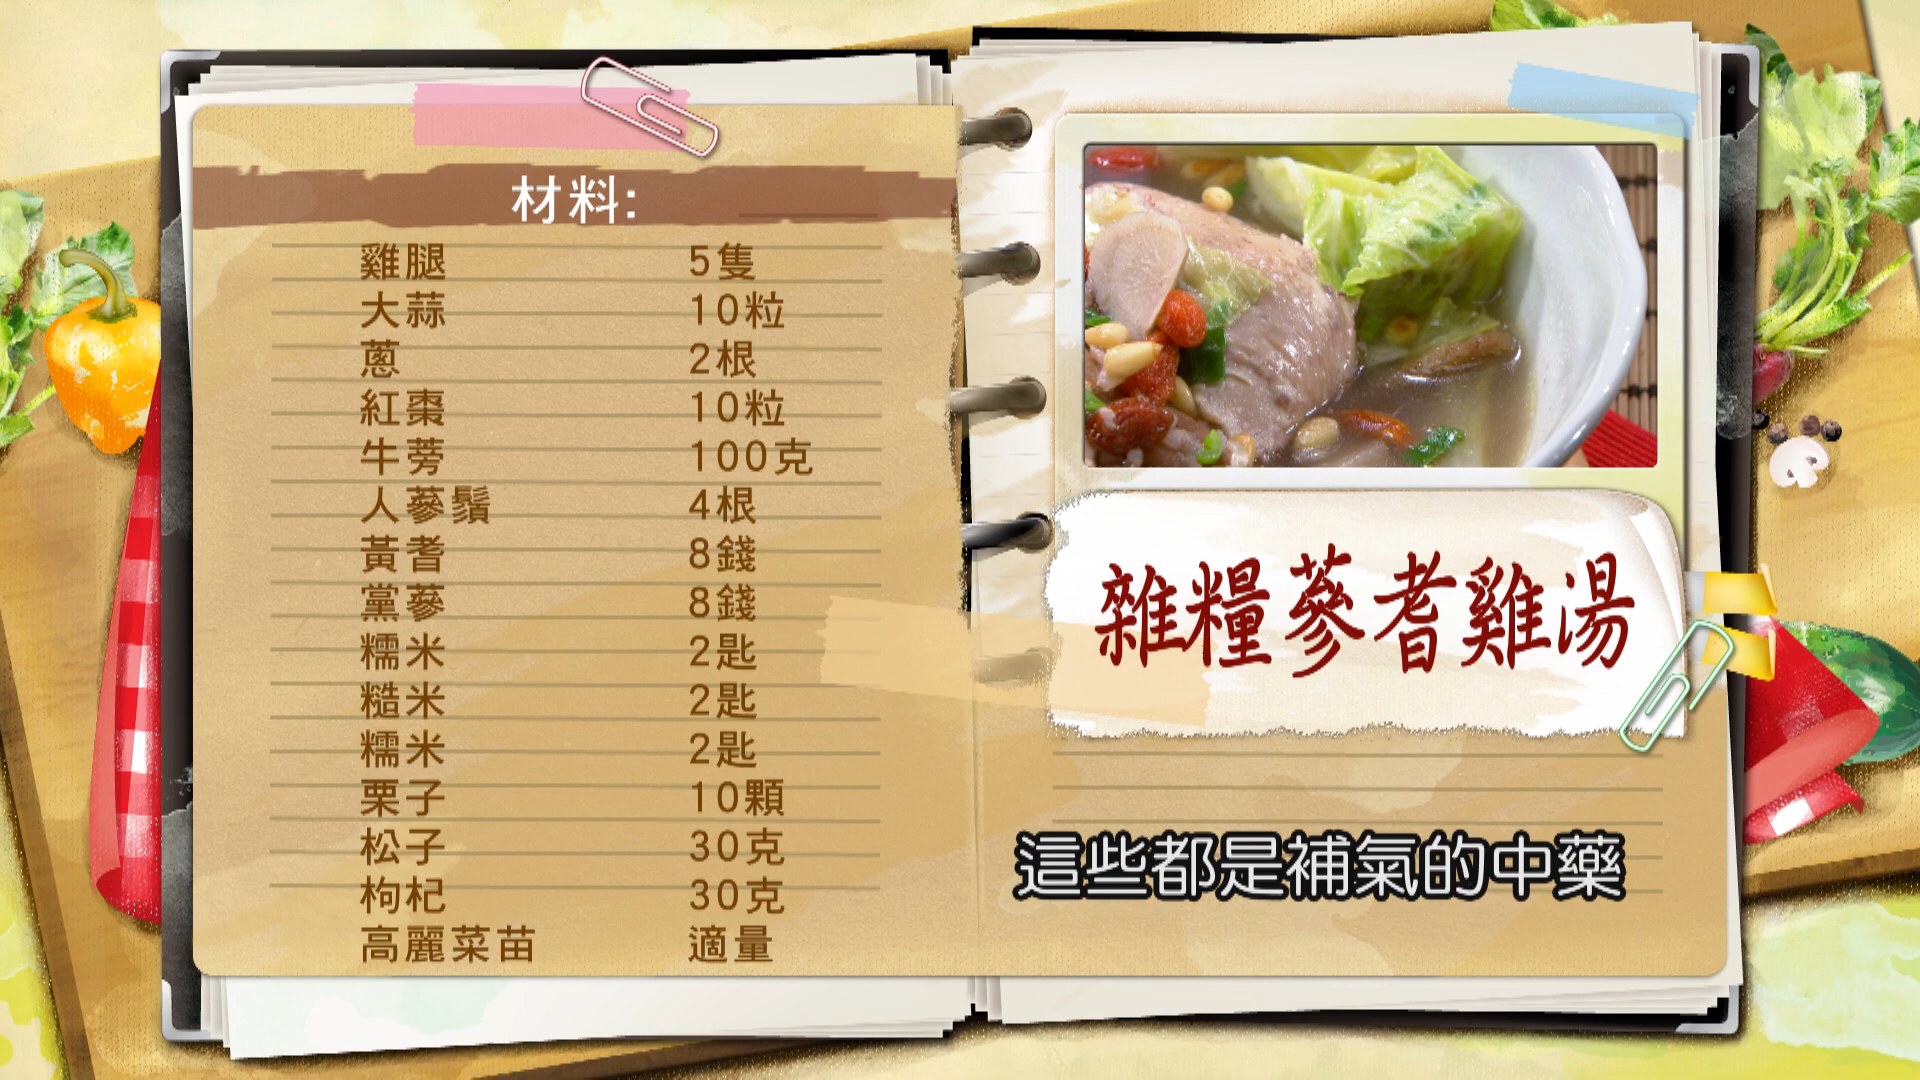 材料:
雞腿 5隻
大蒜 10粒
蔥 2根
紅棗 10粒
牛蒡 100克
人蔘鬚 4根
黃耆 8錢
黨蔘 8錢
糯米 2匙
糙米 2匙
糯米 2匙
栗子 10顆
松子 30克
枸杞 30克
高麗菜苗 適量
雜糧蔘耆雞湯
這些都是補氣的中藥